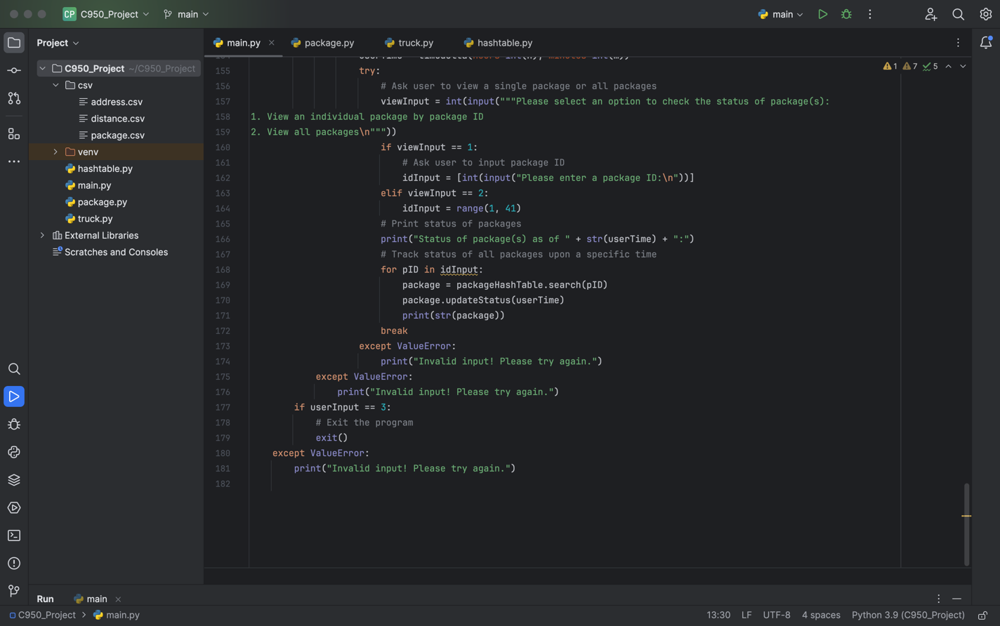 CP C950_Project main main
Project main.py package.py truck.py hashtable.py
C950_Project ~/C950_Project
csv
address.csv
distance.csv
package.csv
venv
hashtable.py
main.py
package.py
truck.py
External Libraries
Scratches and Consoles
1 7 5
155 try:
156 # Ask user to view a single package or all packages
157 viewInput = int(input("""Please select an option to check the status of package(s):
158 1. View an individual package by package ID
159 2. View all packages\n"""))
160 if viewInput == 1:
161 # Ask user to input package ID
162 idInput = [int(input("Please enter a package ID:\n"))]
163 elif viewInput == 2:
164 idInput = range(1, 41)
165 # Print status of packages
166 print("Status of package(s) as of " + str(userTime) + ":")
167 # Track status of all packages upon a specific time
168 for pID in idInput:
169 package = packageHashTable.search(pID)
170 package.updateStatus(userTime)
171 print(str(package))
172 break
173 except ValueError:
174 print("Invalid input! Please try again.")
175 except ValueError:
176 print("Invalid input! Please try again.")
177 if userInput == 3:
178 # Exit the program
179 exit()
180 except ValueError:
181 print("Invalid input! Please try again.")
182
Run main
C950_Project > main.py 13:30 LF UTF-8 4 spaces Python 3.9 (C950_Project)